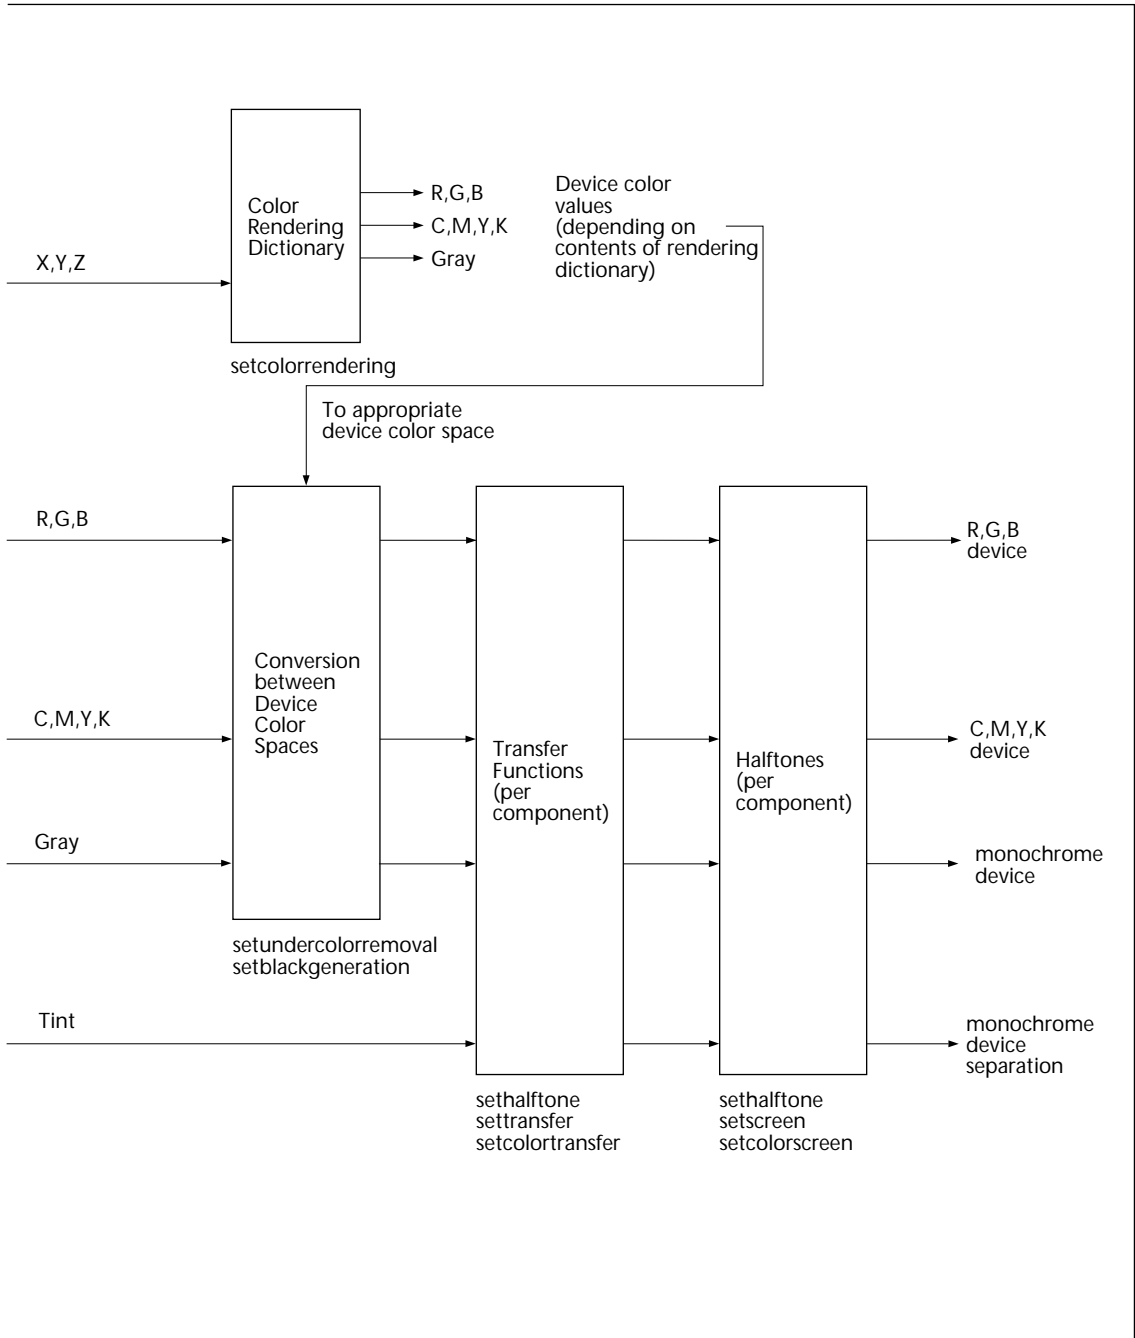 X,Y,Z
Color
Rendering
Dictionary
R,G,B
C,M,Y,K
Gray
Device color
values
(depending on
contents of rendering
dictionary)
setcolorrendering
To appropriate
device color space
R,G,B
C,M,Y,K
Gray
Tint
Conversion
between
Device
Color
Spaces
setundercolorremoval
setblackgeneration
Transfer
Functions
(per
component)
sethalftone
settransfer
setcolortransfer
Halftones
(per
component)
sethalftone
setscreen
setcolorscreen
R,G,B
device
C,M,Y,K
device
monochrome
device
monochrome
device
separation